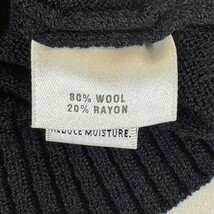 80% WOOL
20% RAYON
REDUCE MOISTURE.